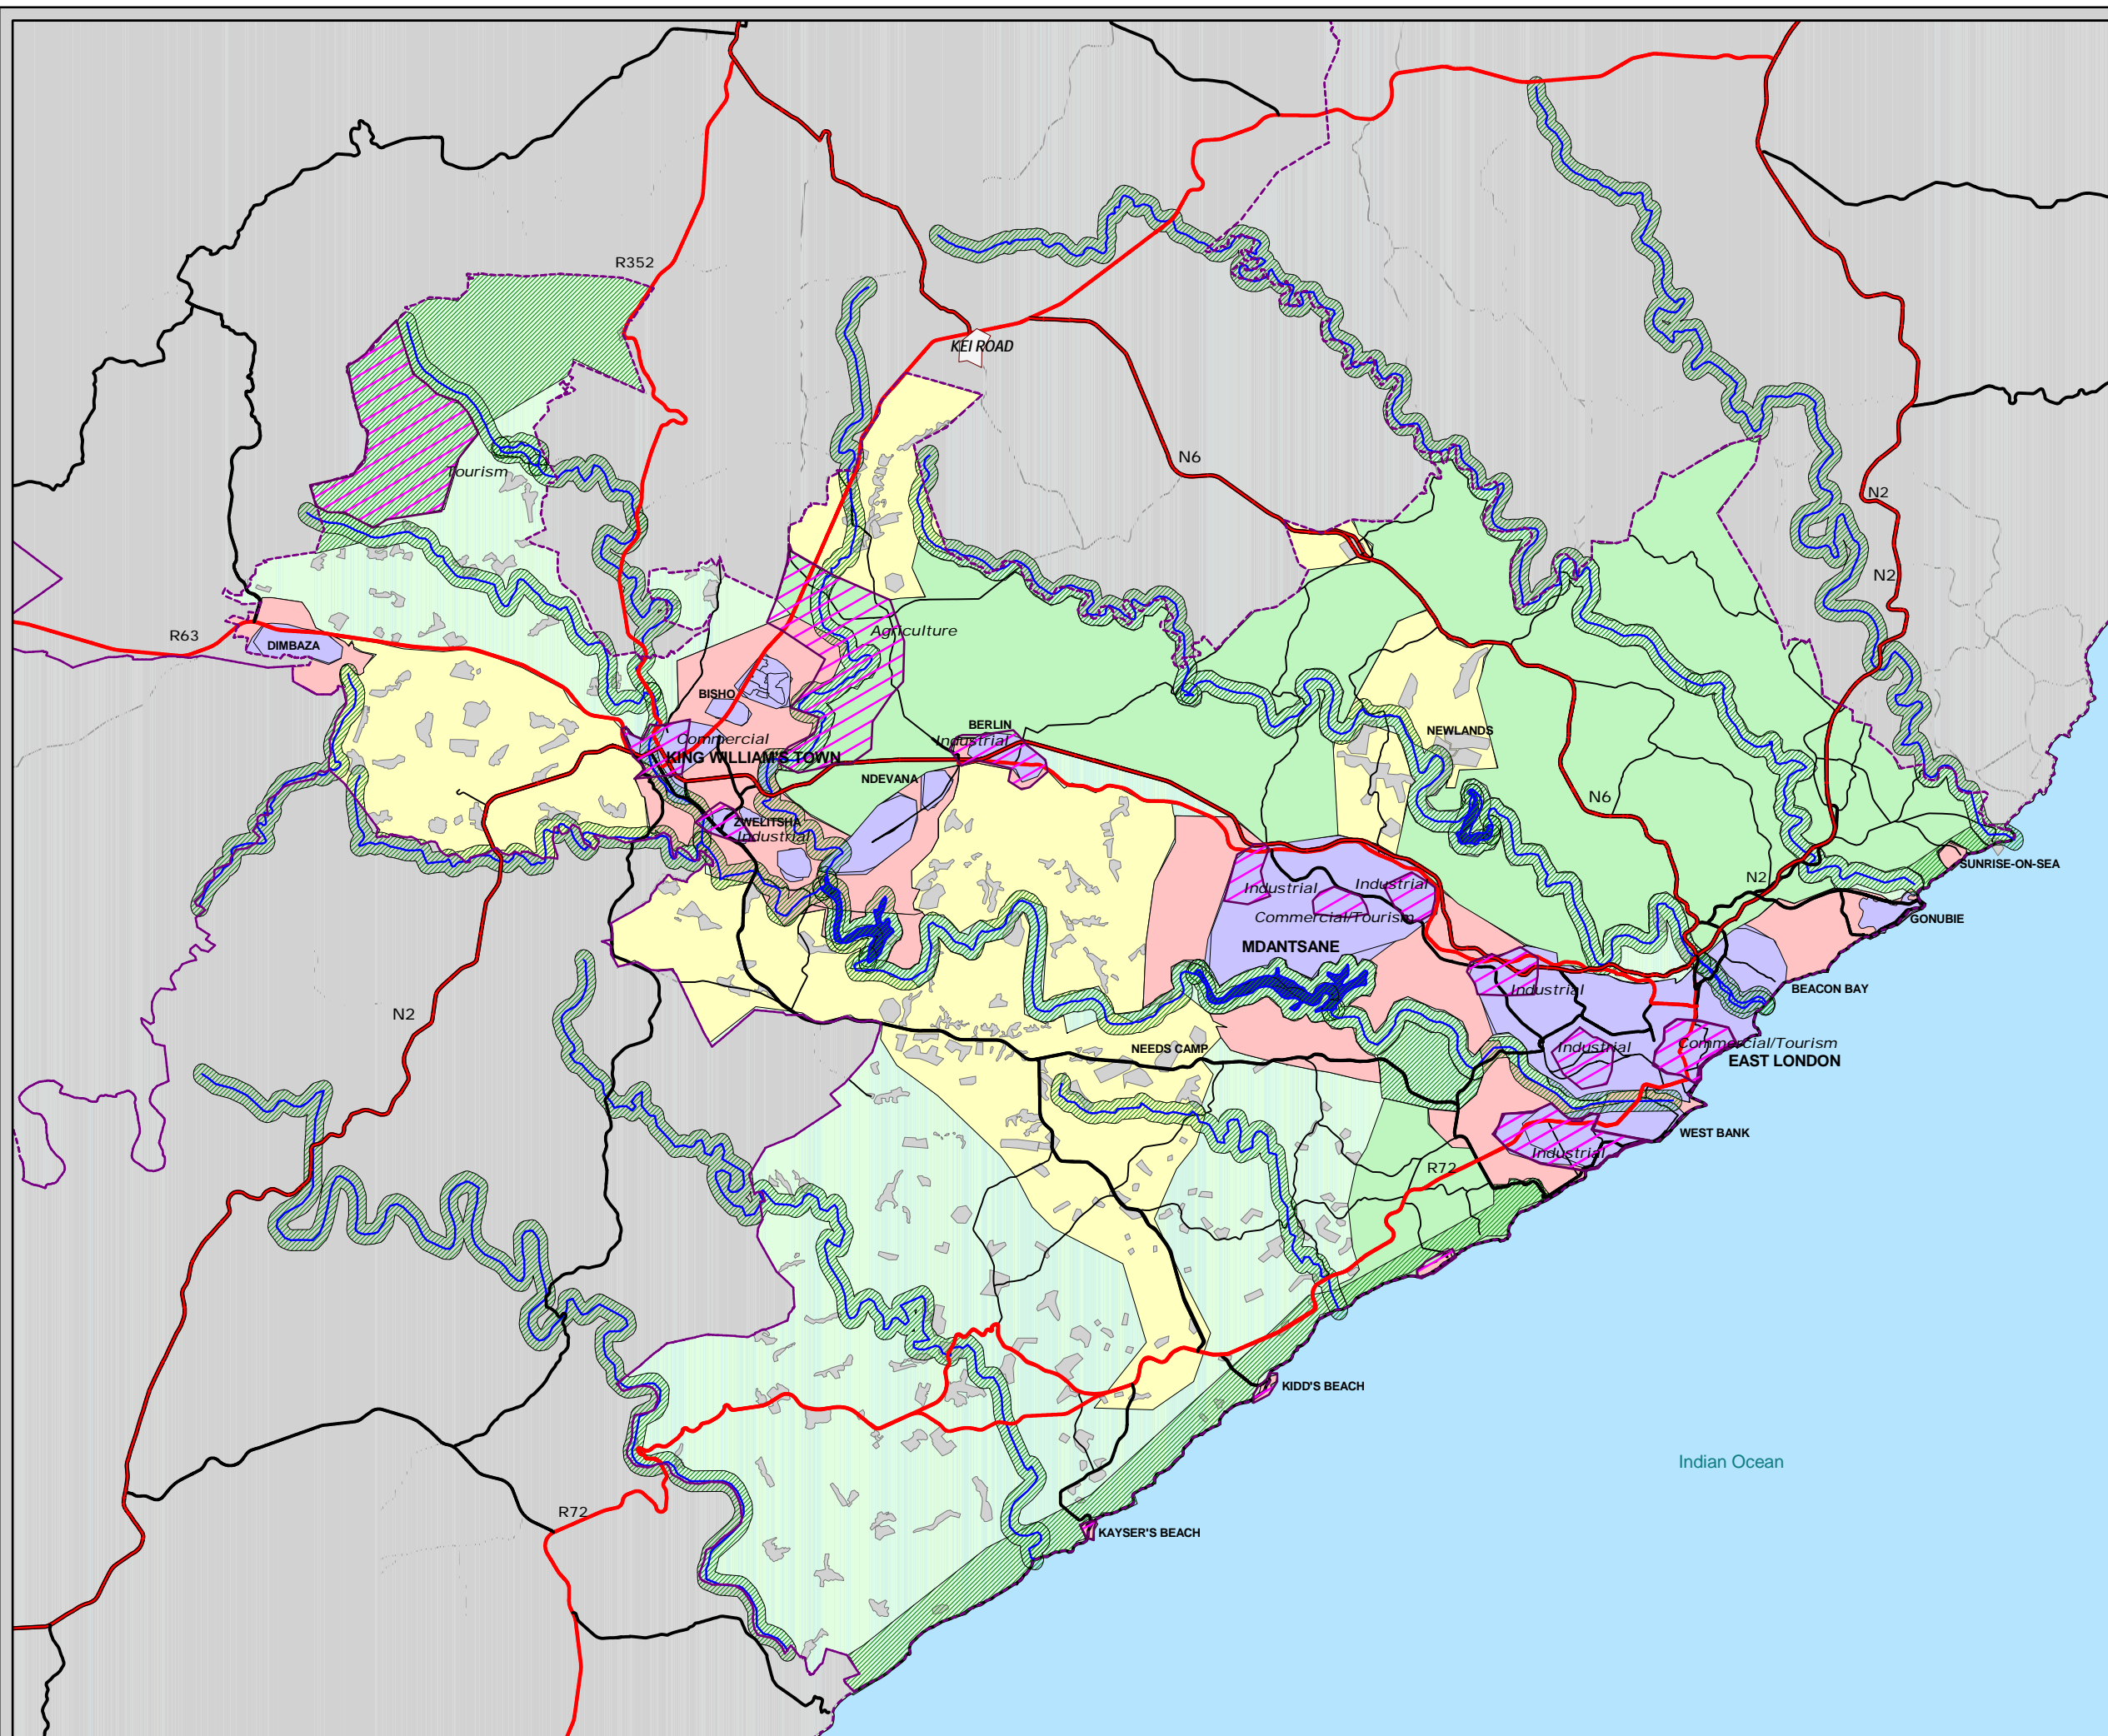 R352
KEI ROAD
N6
Tourism
N2
N2
R63
DIMBAZA
Agriculture
BISHO
BERLIN
NEWLANDS
Commercial
Industrial
KING WILLIAM'S TOWN
NDEVANA
N6
ZWELITSHA
Industrial
SUNRISE-ON-SEA
N2
Industrial
Industrial
Commercial/Tourism
GONUBIE
MDANTSANE
Industrial
BEACON BAY
N2
NEEDS CAMP
Industrial
Commercial/Tourism
EAST LONDON
WEST BANK
Industrial
R72
KIDD'S BEACH
Indian Ocean
R72
KAYSER'S BEACH